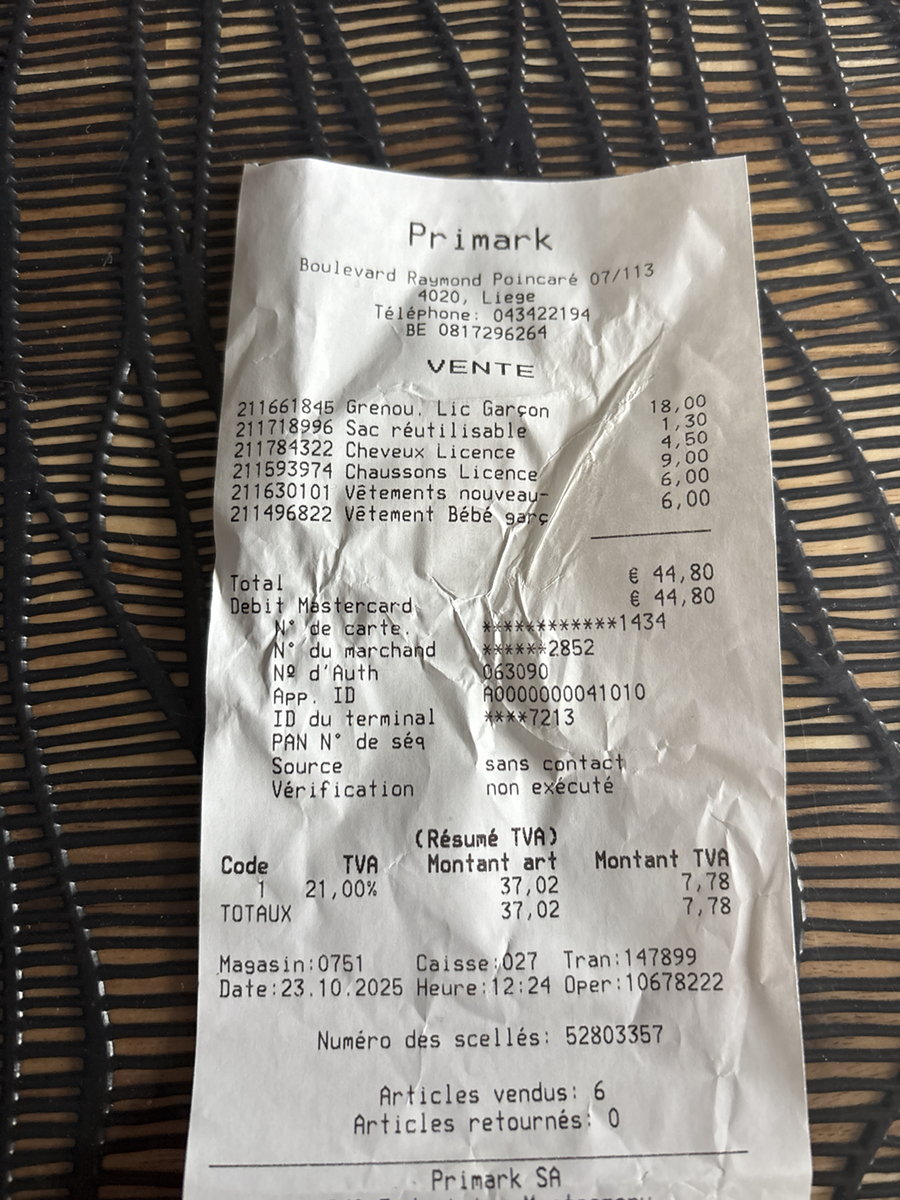 Primark
Boulevard Raymond Poincaré 07/113
4020, Liege
Téléphone: 043422194
BE 0817296264
VENTE
211661845 Grenou. Lic Garçon 18,00
211718996 Sac réutilisable 1,30
211784322 Cheveux Licence 4,50
211593974 Chaussons Licence 9,00
211630101 Vêtements nouveau- 6,00
211496822 Vêtement Bébé garç 6,00
Total € 44,80
Debit Mastercard € 44,80
N° de carte. ************1434
N° du marchand ******2852
Nº d'Auth 063090
App. ID A0000000041010
ID du terminal ****7213
PAN N° de séq
Source sans contact
Vérification non exécuté
(Résumé TVA)
Code TVA Montant art Montant TVA
1 21,00% 37,02 7,78
TOTAUX 37,02 7,78
Magasin:0751 Caisse:027 Tran:147899
Date:23.10.2025 Heure:12:24 Oper:10678222
Numéro des scellés: 52803357
Articles vendus: 6
Articles retournés: 0
Primark SA